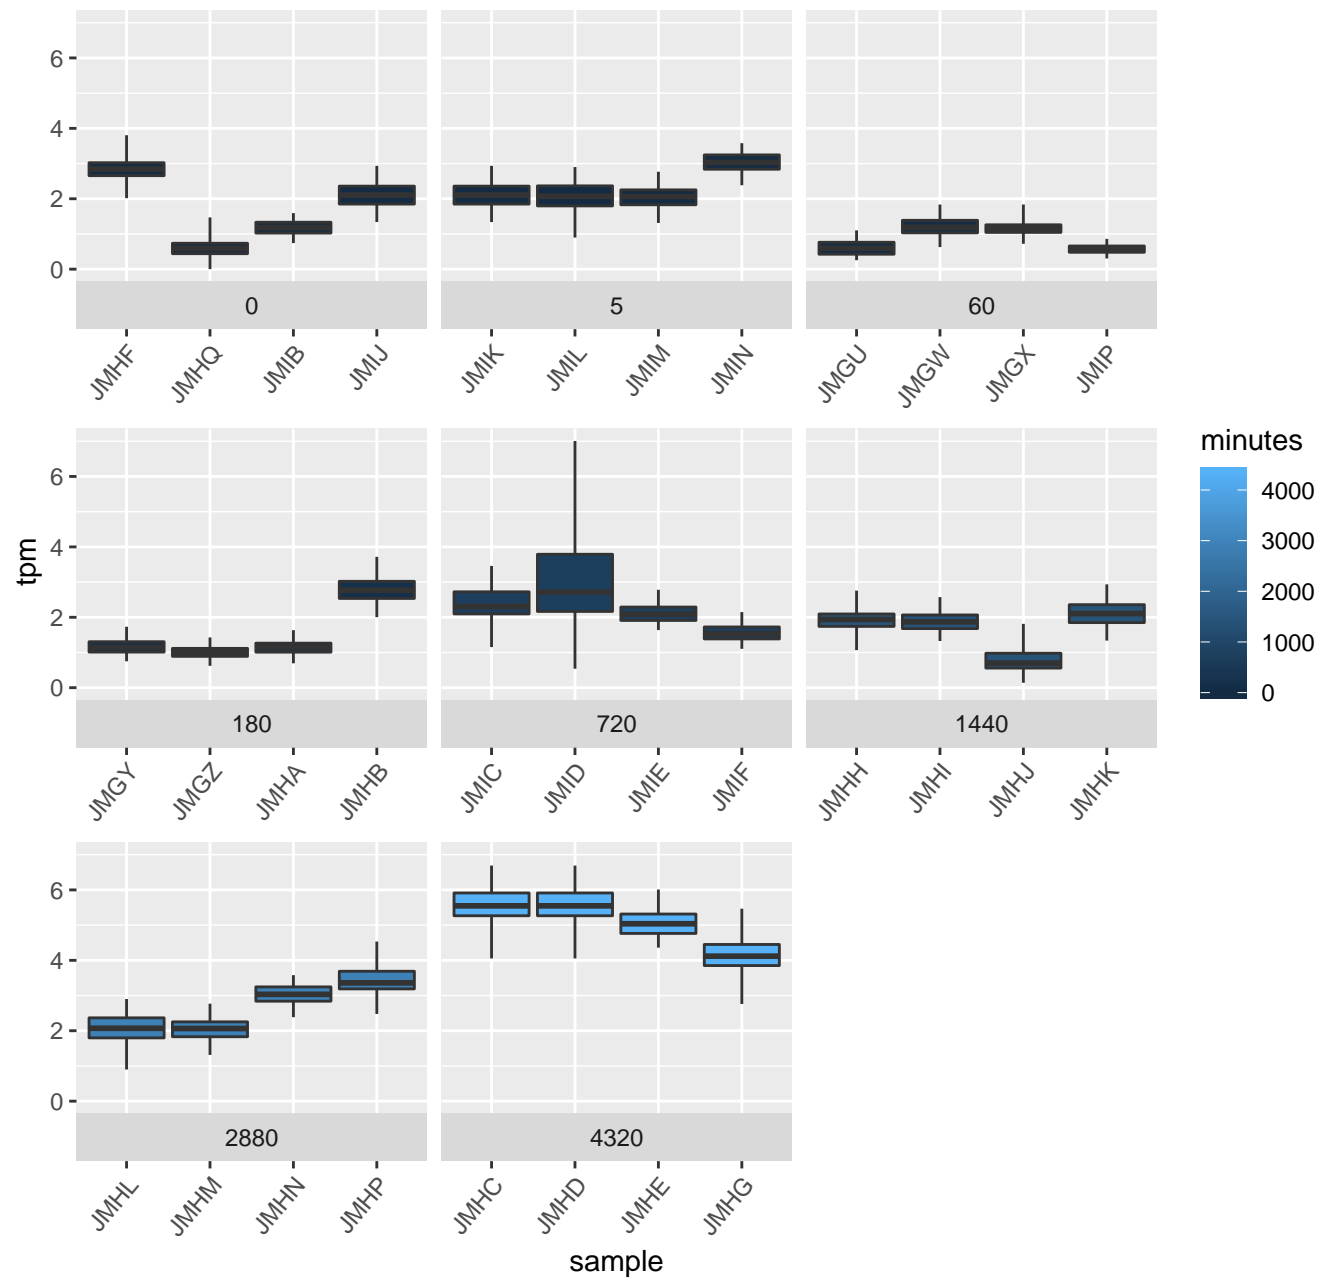 6
4
2
0
0
5
60
JMHF
JMHQ
JMIB
JMIJ
JMIK
JMIL
JMIM
JMIN
JMGU
JMGW
JMGX
JMIP
tpm
6
4
2
0
180
720
1440
JMGY
JMGZ
JMHA
JMHB
JMIC
JMID
JMIE
JMIF
JMHH
JMHI
JMHJ
JMHK
6
4
2
0
2880
4320
JMHL
JMHM
JMHN
JMHP
JMHC
JMHD
JMHE
JMHG
sample
minutes
4000
3000
2000
1000
0